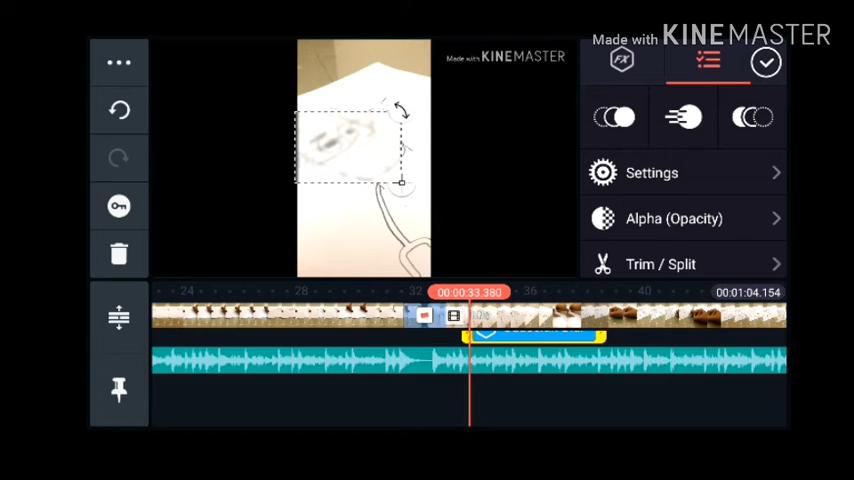 Made with KINEMASTER
Made with KINEMASTER
FX
Settings
Alpha (Opacity)
Trim / Split
24 28 32 00:00:33.380 36 40 00:01:04.154